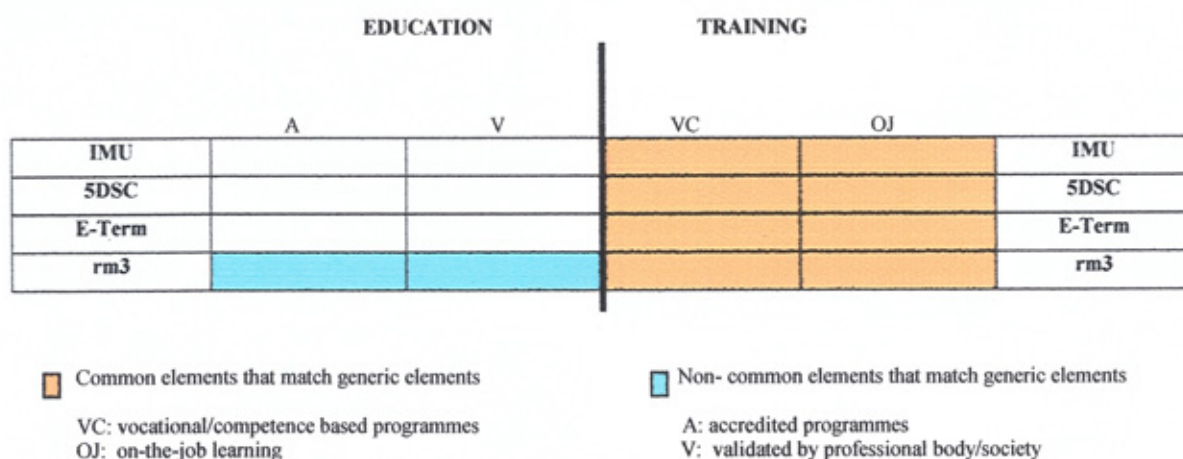 EDUCATION TRAINING
A V VC OJ
IMU IMU
5DSC 5DSC
E-Term E-Term
rm3 rm3
Common elements that match generic elements
Non- common elements that match generic elements
VC: vocational/competence based programmes
A: accredited programmes
OJ: on-the-job learning
V: validated by professional body/society